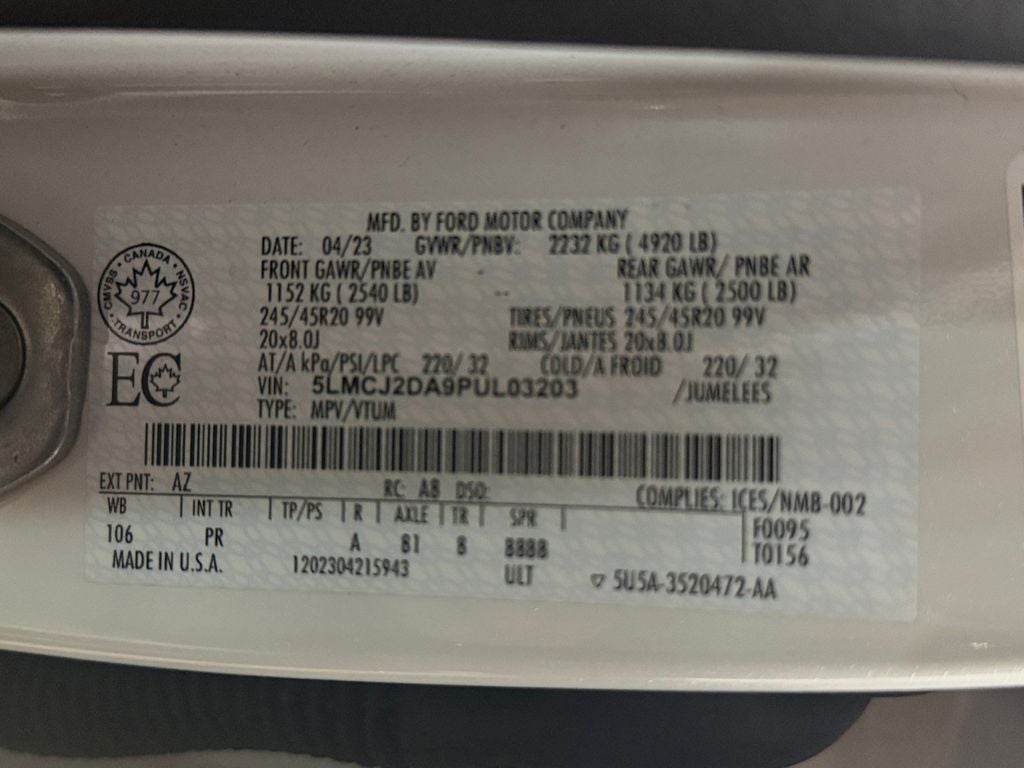 MFD. BY FORD MOTOR COMPANY
DATE: 04/23 GVWR/PNBV: 2232 KG ( 4920 LB)
FRONT GAWR/PNBE AV REAR GAWR/ PNBE AR
1152 KG ( 2540 LB) -- 1134 KG ( 2500 LB)
245/45R20 99V TIRES/PNEUS 245/45R20 99V
20x8.0J RIMS/JANTES 20x8.0J
AT/A kPa/PSI/LPC 220/ 32 COLD/A FROID 220/ 32
VIN: 5LMCJ2DA9PUL03203 /JUMELEES
TYPE: MPV/VTUM
CANADA
CMVSS • NSVAC
977
TRANSPORT
EC
EXT PNT: AZ RC: A8 DSO: COMPLIES: ICES/NMB-002
WB | INT TR | TP/PS | R | AXLE | TR | SPR | F0095
106 PR A 81 8 8888 T0156
MADE IN U.S.A. 1202304215943 ULT ▽ 5U5A-3520472-AA